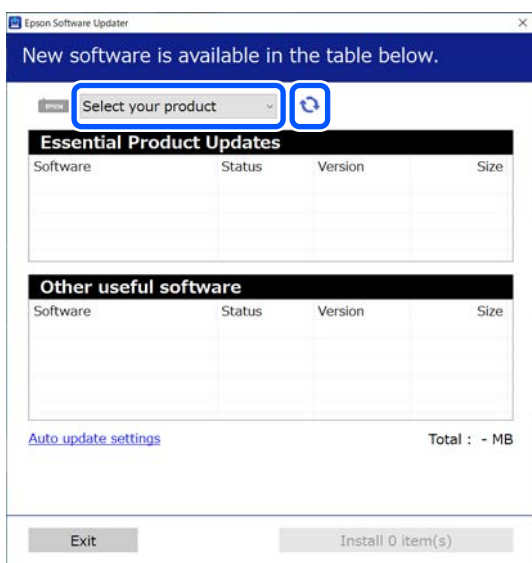 Epson Software Updater
New software is available in the table below.
EPSON Select your product
Essential Product Updates
Software Status Version Size
Other useful software
Software Status Version Size
Auto update settings Total : - MB
Exit Install 0 item(s)